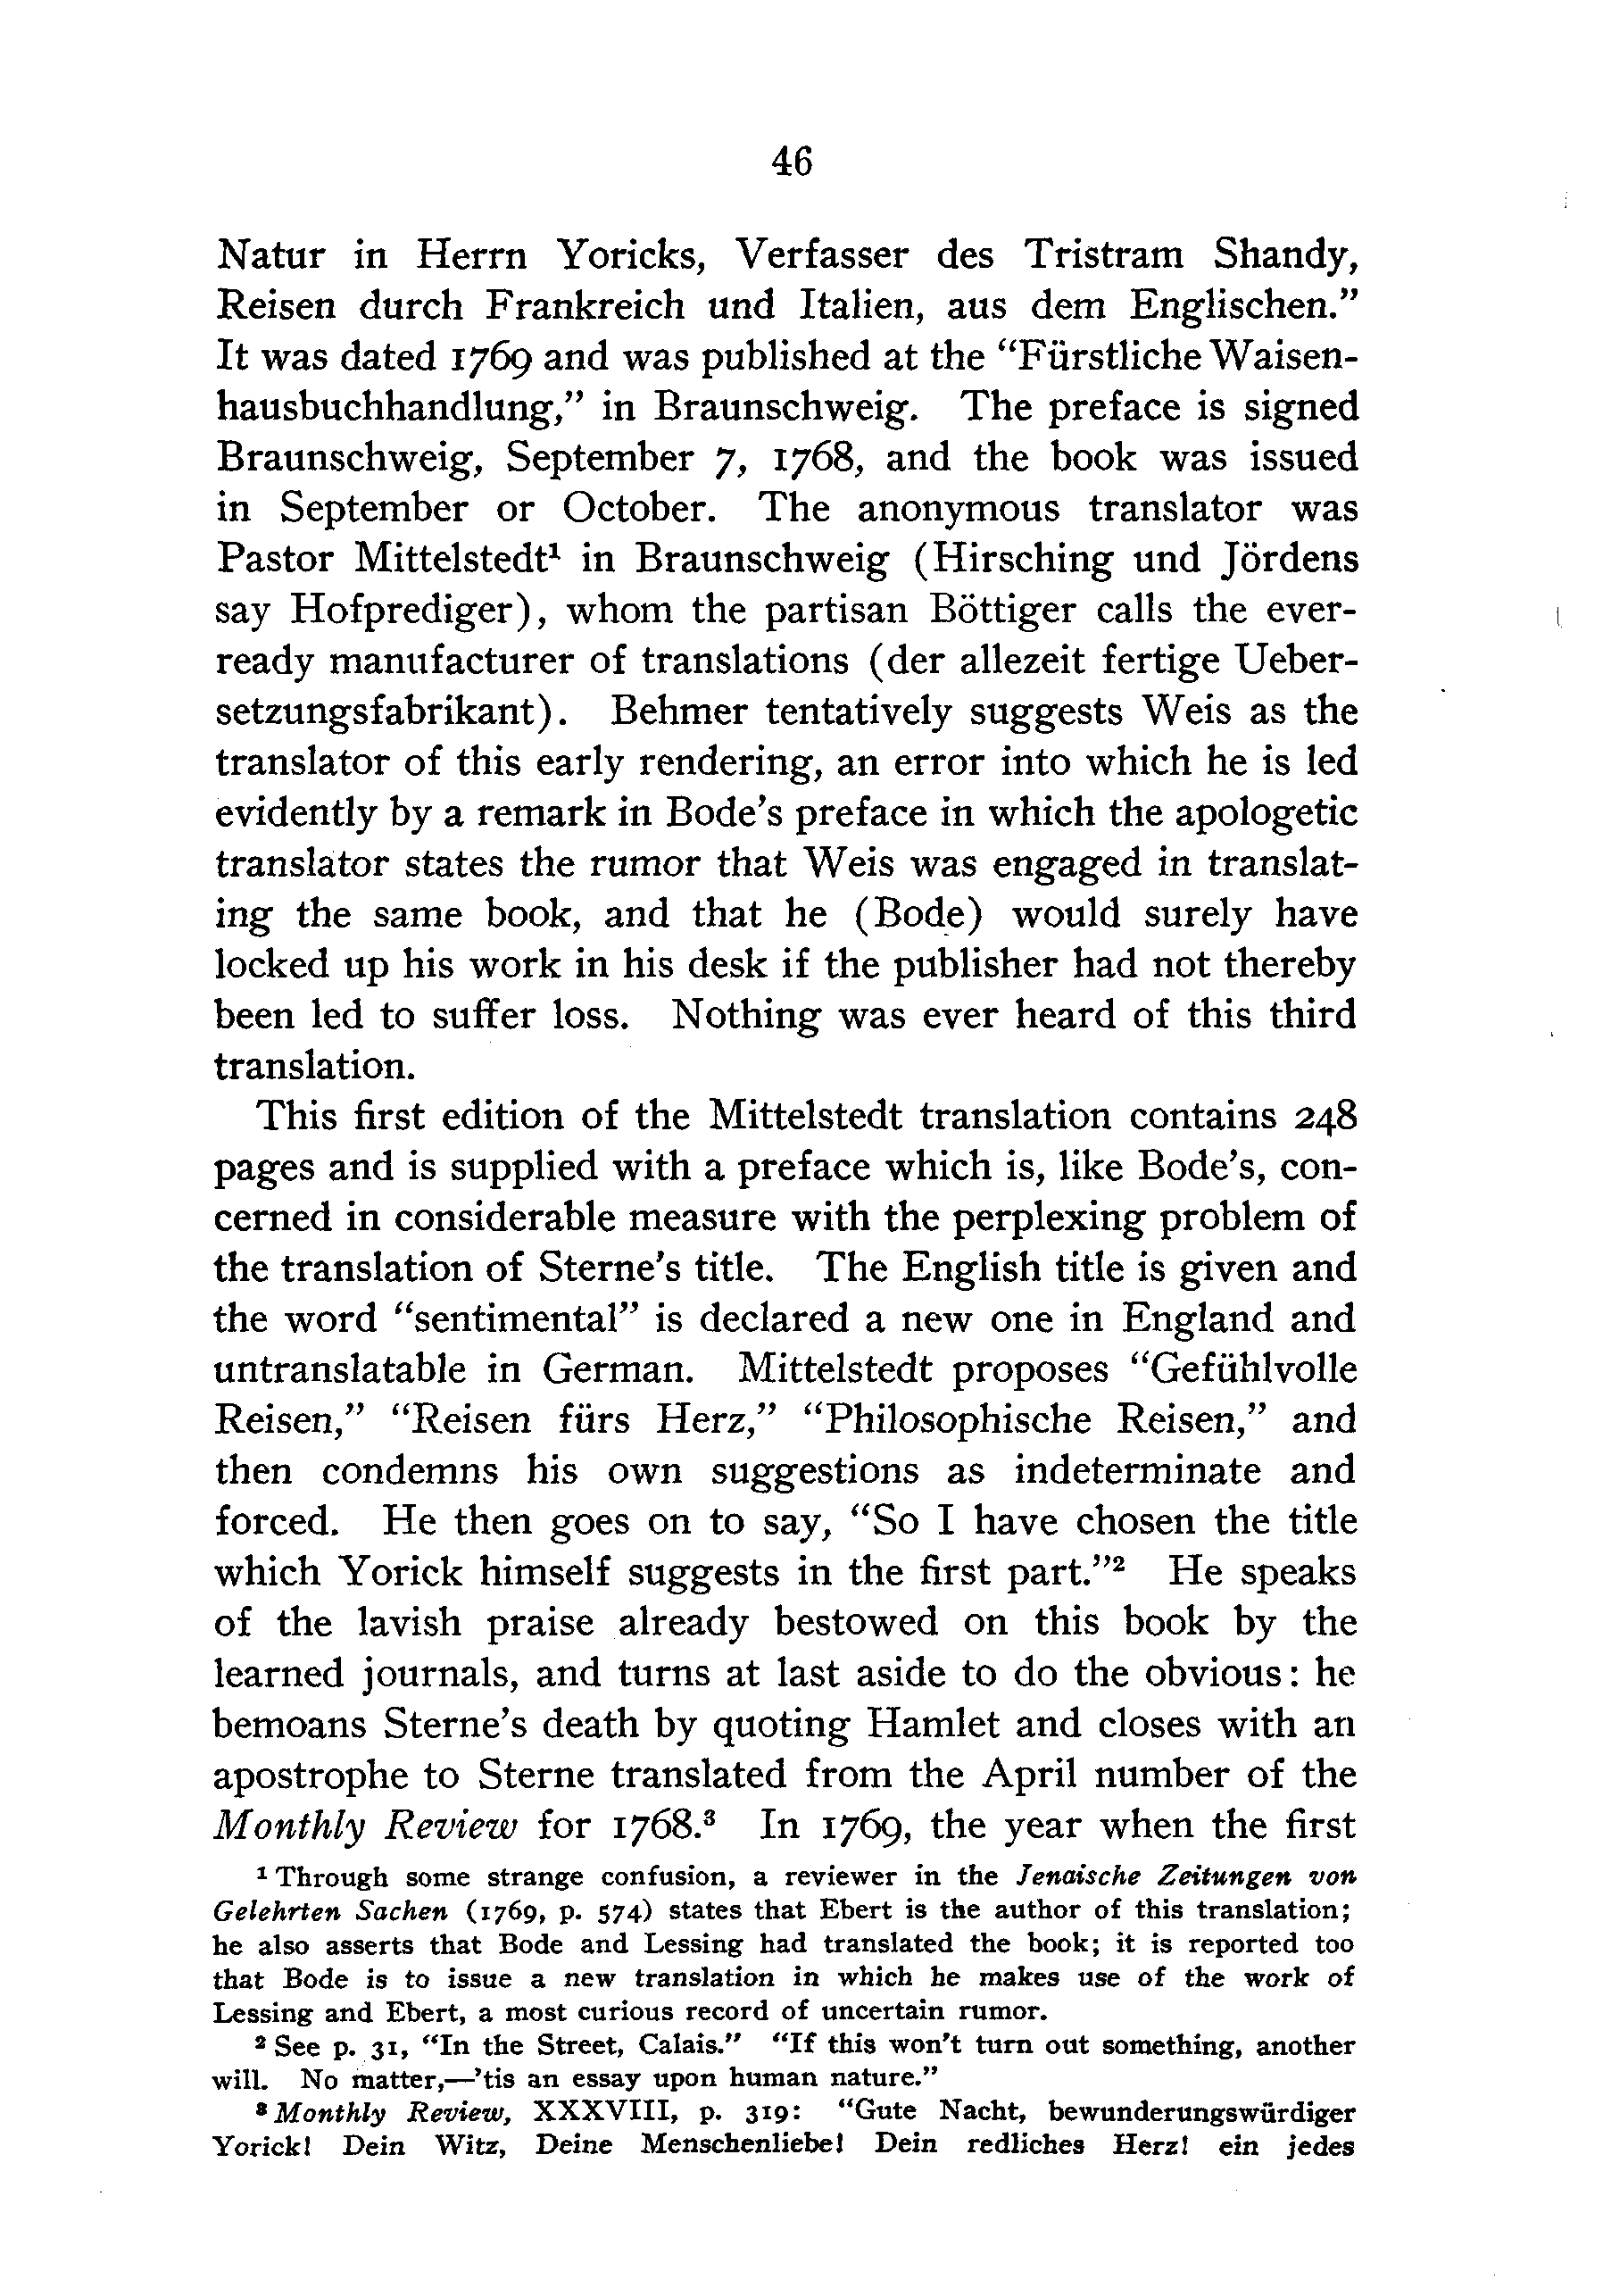 46
Natur in Herrn Yoricks, Verfasser des Tristram Shandy,
Reisen durch Frankreich und Italien, aus dem Englischen.”
It was dated 1769 and was published at the “Fürstliche Waisen-
hausbuchhandlung,” in Braunschweig. The preface is signed
Braunschweig, September 7, 1768, and the book was issued
in September or October. The anonymous translator was
Pastor Mittelstedt¹ in Braunschweig (Hirsching und Jördens
say Hofprediger), whom the partisan Böttiger calls the ever-
ready manufacturer of translations (der allezeit fertige Ueber-
setzungsfabrikant). Behmer tentatively suggests Weis as the
translator of this early rendering, an error into which he is led
evidently by a remark in Bode’s preface in which the apologetic
translator states the rumor that Weis was engaged in translat-
ing the same book, and that he (Bode) would surely have
locked up his work in his desk if the publisher had not thereby
been led to suffer loss. Nothing was ever heard of this third
translation.
This first edition of the Mittelstedt translation contains 248
pages and is supplied with a preface which is, like Bode’s, con-
cerned in considerable measure with the perplexing problem of
the translation of Sterne’s title. The English title is given and
the word “sentimental” is declared a new one in England and
untranslatable in German. Mittelstedt proposes “Gefühlvolle
Reisen,” “Reisen fürs Herz,” “Philosophische Reisen,” and
then condemns his own suggestions as indeterminate and
forced. He then goes on to say, “So I have chosen the title
which Yorick himself suggests in the first part.”² He speaks
of the lavish praise already bestowed on this book by the
learned journals, and turns at last aside to do the obvious: he
bemoans Sterne’s death by quoting Hamlet and closes with an
apostrophe to Sterne translated from the April number of the
Monthly Review for 1768.³ In 1769, the year when the first
¹ Through some strange confusion, a reviewer in the Jenaische Zeitungen von
Gelehrten Sachen (1769, p. 574) states that Ebert is the author of this translation;
he also asserts that Bode and Lessing had translated the book; it is reported too
that Bode is to issue a new translation in which he makes use of the work of
Lessing and Ebert, a most curious record of uncertain rumor.
² See p. 31, “In the Street, Calais.” “If this won’t turn out something, another
will. No matter,—’tis an essay upon human nature.”
³ Monthly Review, XXXVIII, p. 319: “Gute Nacht, bewunderungswürdiger
Yorick! Dein Witz, Deine Menschenliebe! Dein redliches Herz! ein jedes